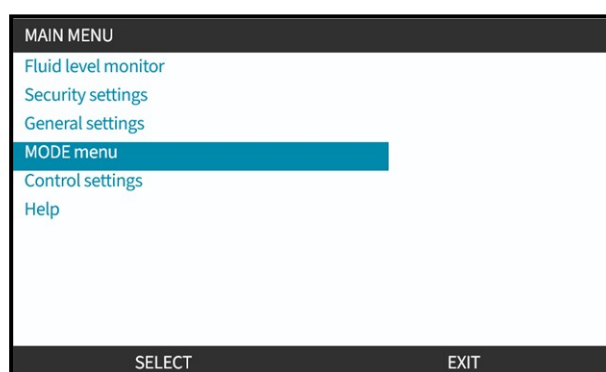 MAIN MENU
Fluid level monitor
Security settings
General settings
MODE menu
Control settings
Help
SELECT EXIT